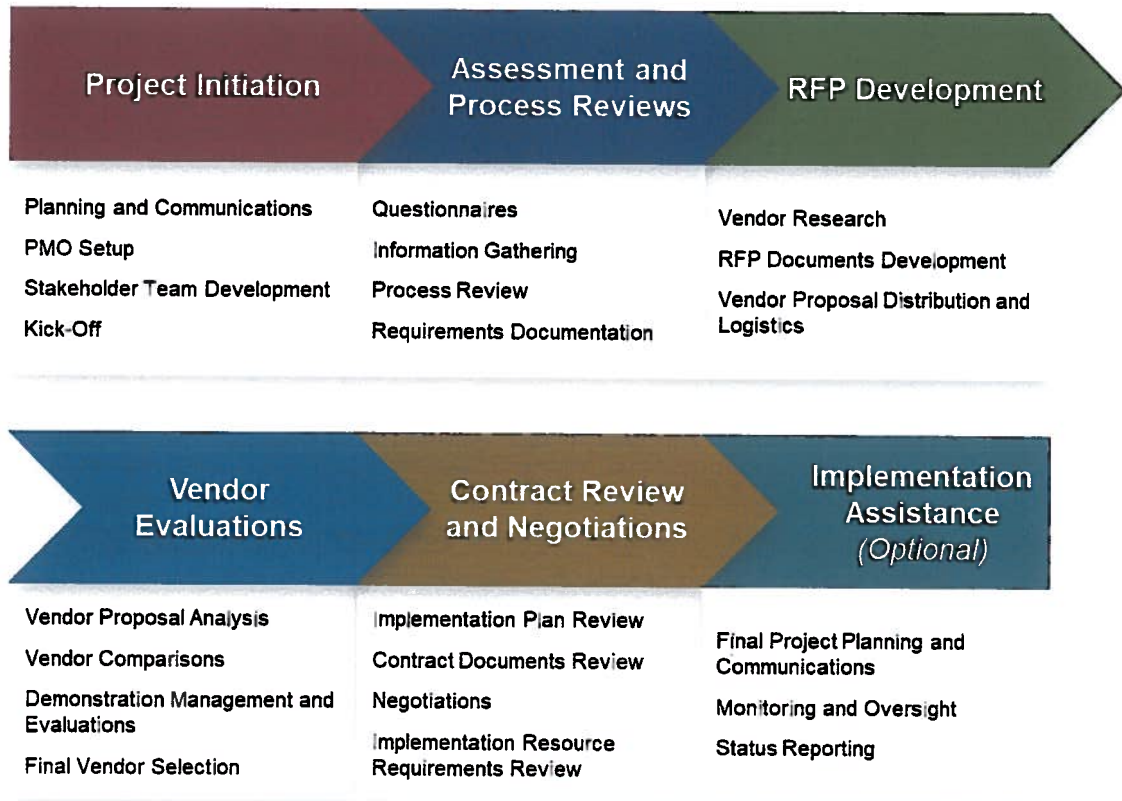 Project Initiation
Assessment and
Process Reviews
RFP Development
Planning and Communications
PMO Setup
Stakeholder Team Development
Kick-Off
Questionnaires
Information Gathering
Process Review
Requirements Documentation
Vendor Research
RFP Documents Development
Vendor Proposal Distribution and
Logistics
Vendor
Evaluations
Contract Review
and Negotiations
Implementation
Assistance
(Optional)
Vendor Proposal Analysis
Vendor Comparisons
Demonstration Management and
Evaluations
Final Vendor Selection
Implementation Plan Review
Contract Documents Review
Negotiations
Implementation Resource
Requirements Review
Final Project Planning and
Communications
Monitoring and Oversight
Status Reporting